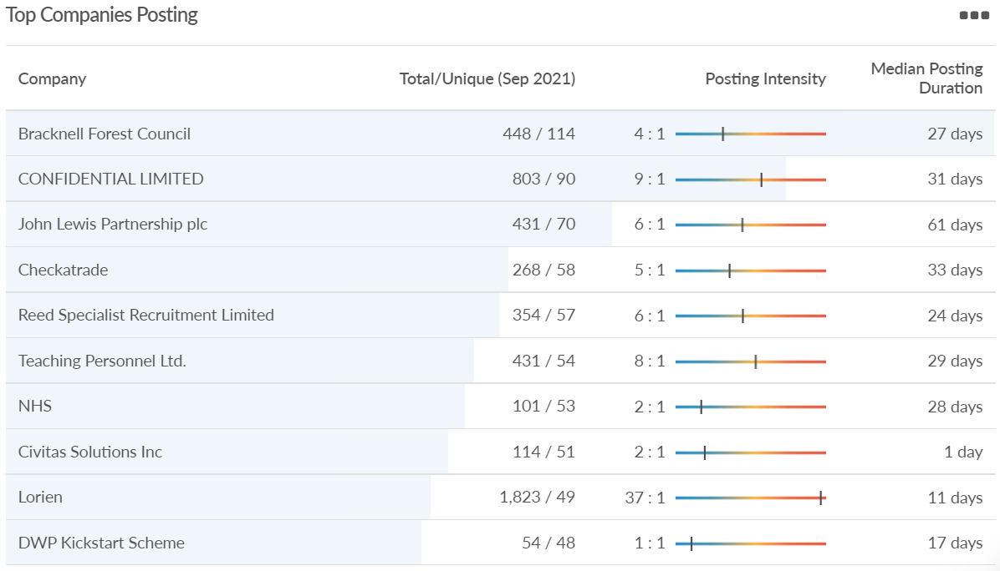 Top Companies Posting
Company Total/Unique (Sep 2021) Posting Intensity Median Posting Duration
Bracknell Forest Council 448 / 114 4 : 1 27 days
CONFIDENTIAL LIMITED 803 / 90 9 : 1 31 days
John Lewis Partnership plc 431 / 70 6 : 1 61 days
Checkatrade 268 / 58 5 : 1 33 days
Reed Specialist Recruitment Limited 354 / 57 6 : 1 24 days
Teaching Personnel Ltd. 431 / 54 8 : 1 29 days
NHS 101 / 53 2 : 1 28 days
Civitas Solutions Inc 114 / 51 2 : 1 1 day
Lorien 1,823 / 49 37 : 1 11 days
DWP Kickstart Scheme 54 / 48 1 : 1 17 days